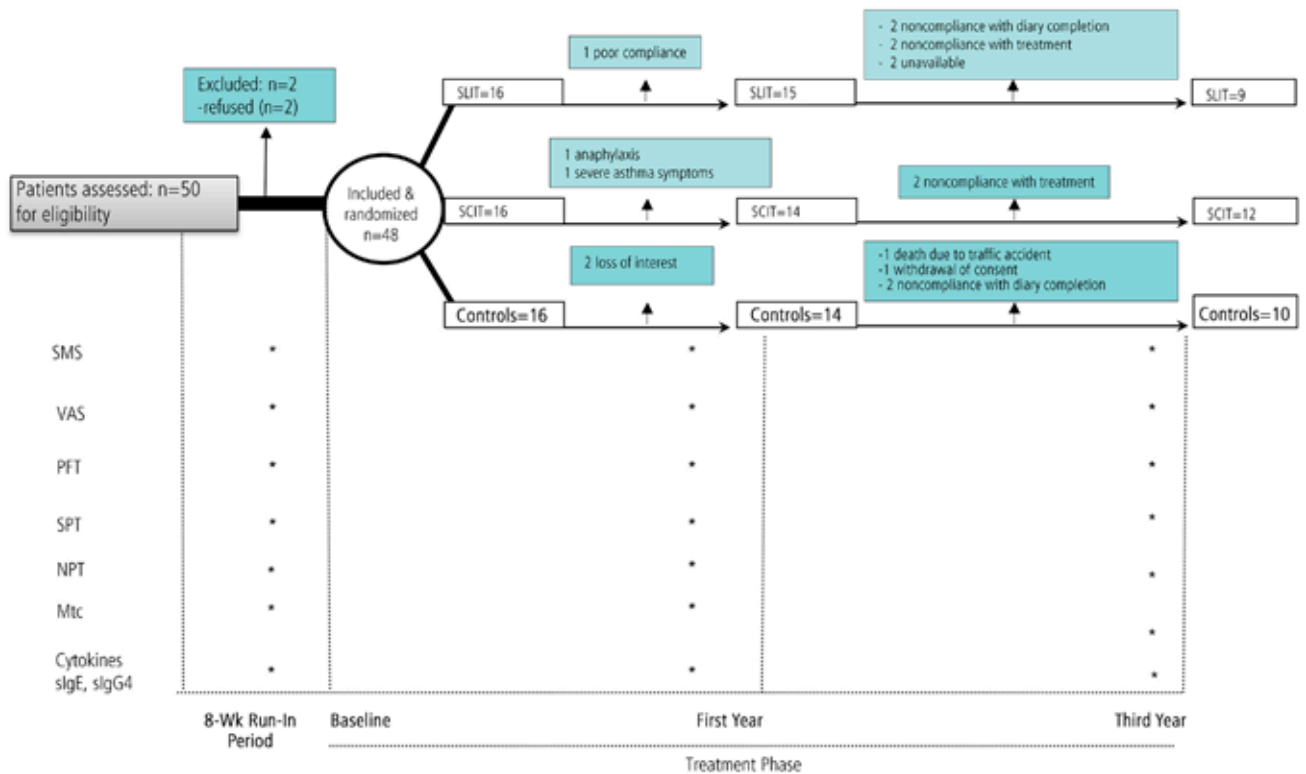 - 2 noncompliance with diary completion
- 2 noncompliance with treatment
- 2 unavailable
1 poor compliance
Excluded: n=2
-refused (n=2)
SLIT=16
SLIT=15
SLIT=9
1 anaphylaxis
1 severe asthma symptoms
2 noncompliance with treatment
Patients assessed: n=50
for eligibility
Included &
randomized
n=48
SCIT=16
SCIT=14
SCIT=12
2 loss of interest
-1 death due to traffic accident
-1 withdrawal of consent
- 2 noncompliance with diary completion
Controls=16
Controls=14
Controls=10
SMS * * *
VAS * * *
PFT * * *
SPT * * *
NPT * * *
Mtc * * *
Cytokines
sIgE, sIgG4 * * *
8-Wk Run-In
Period
Baseline
First Year
Third Year
Treatment Phase